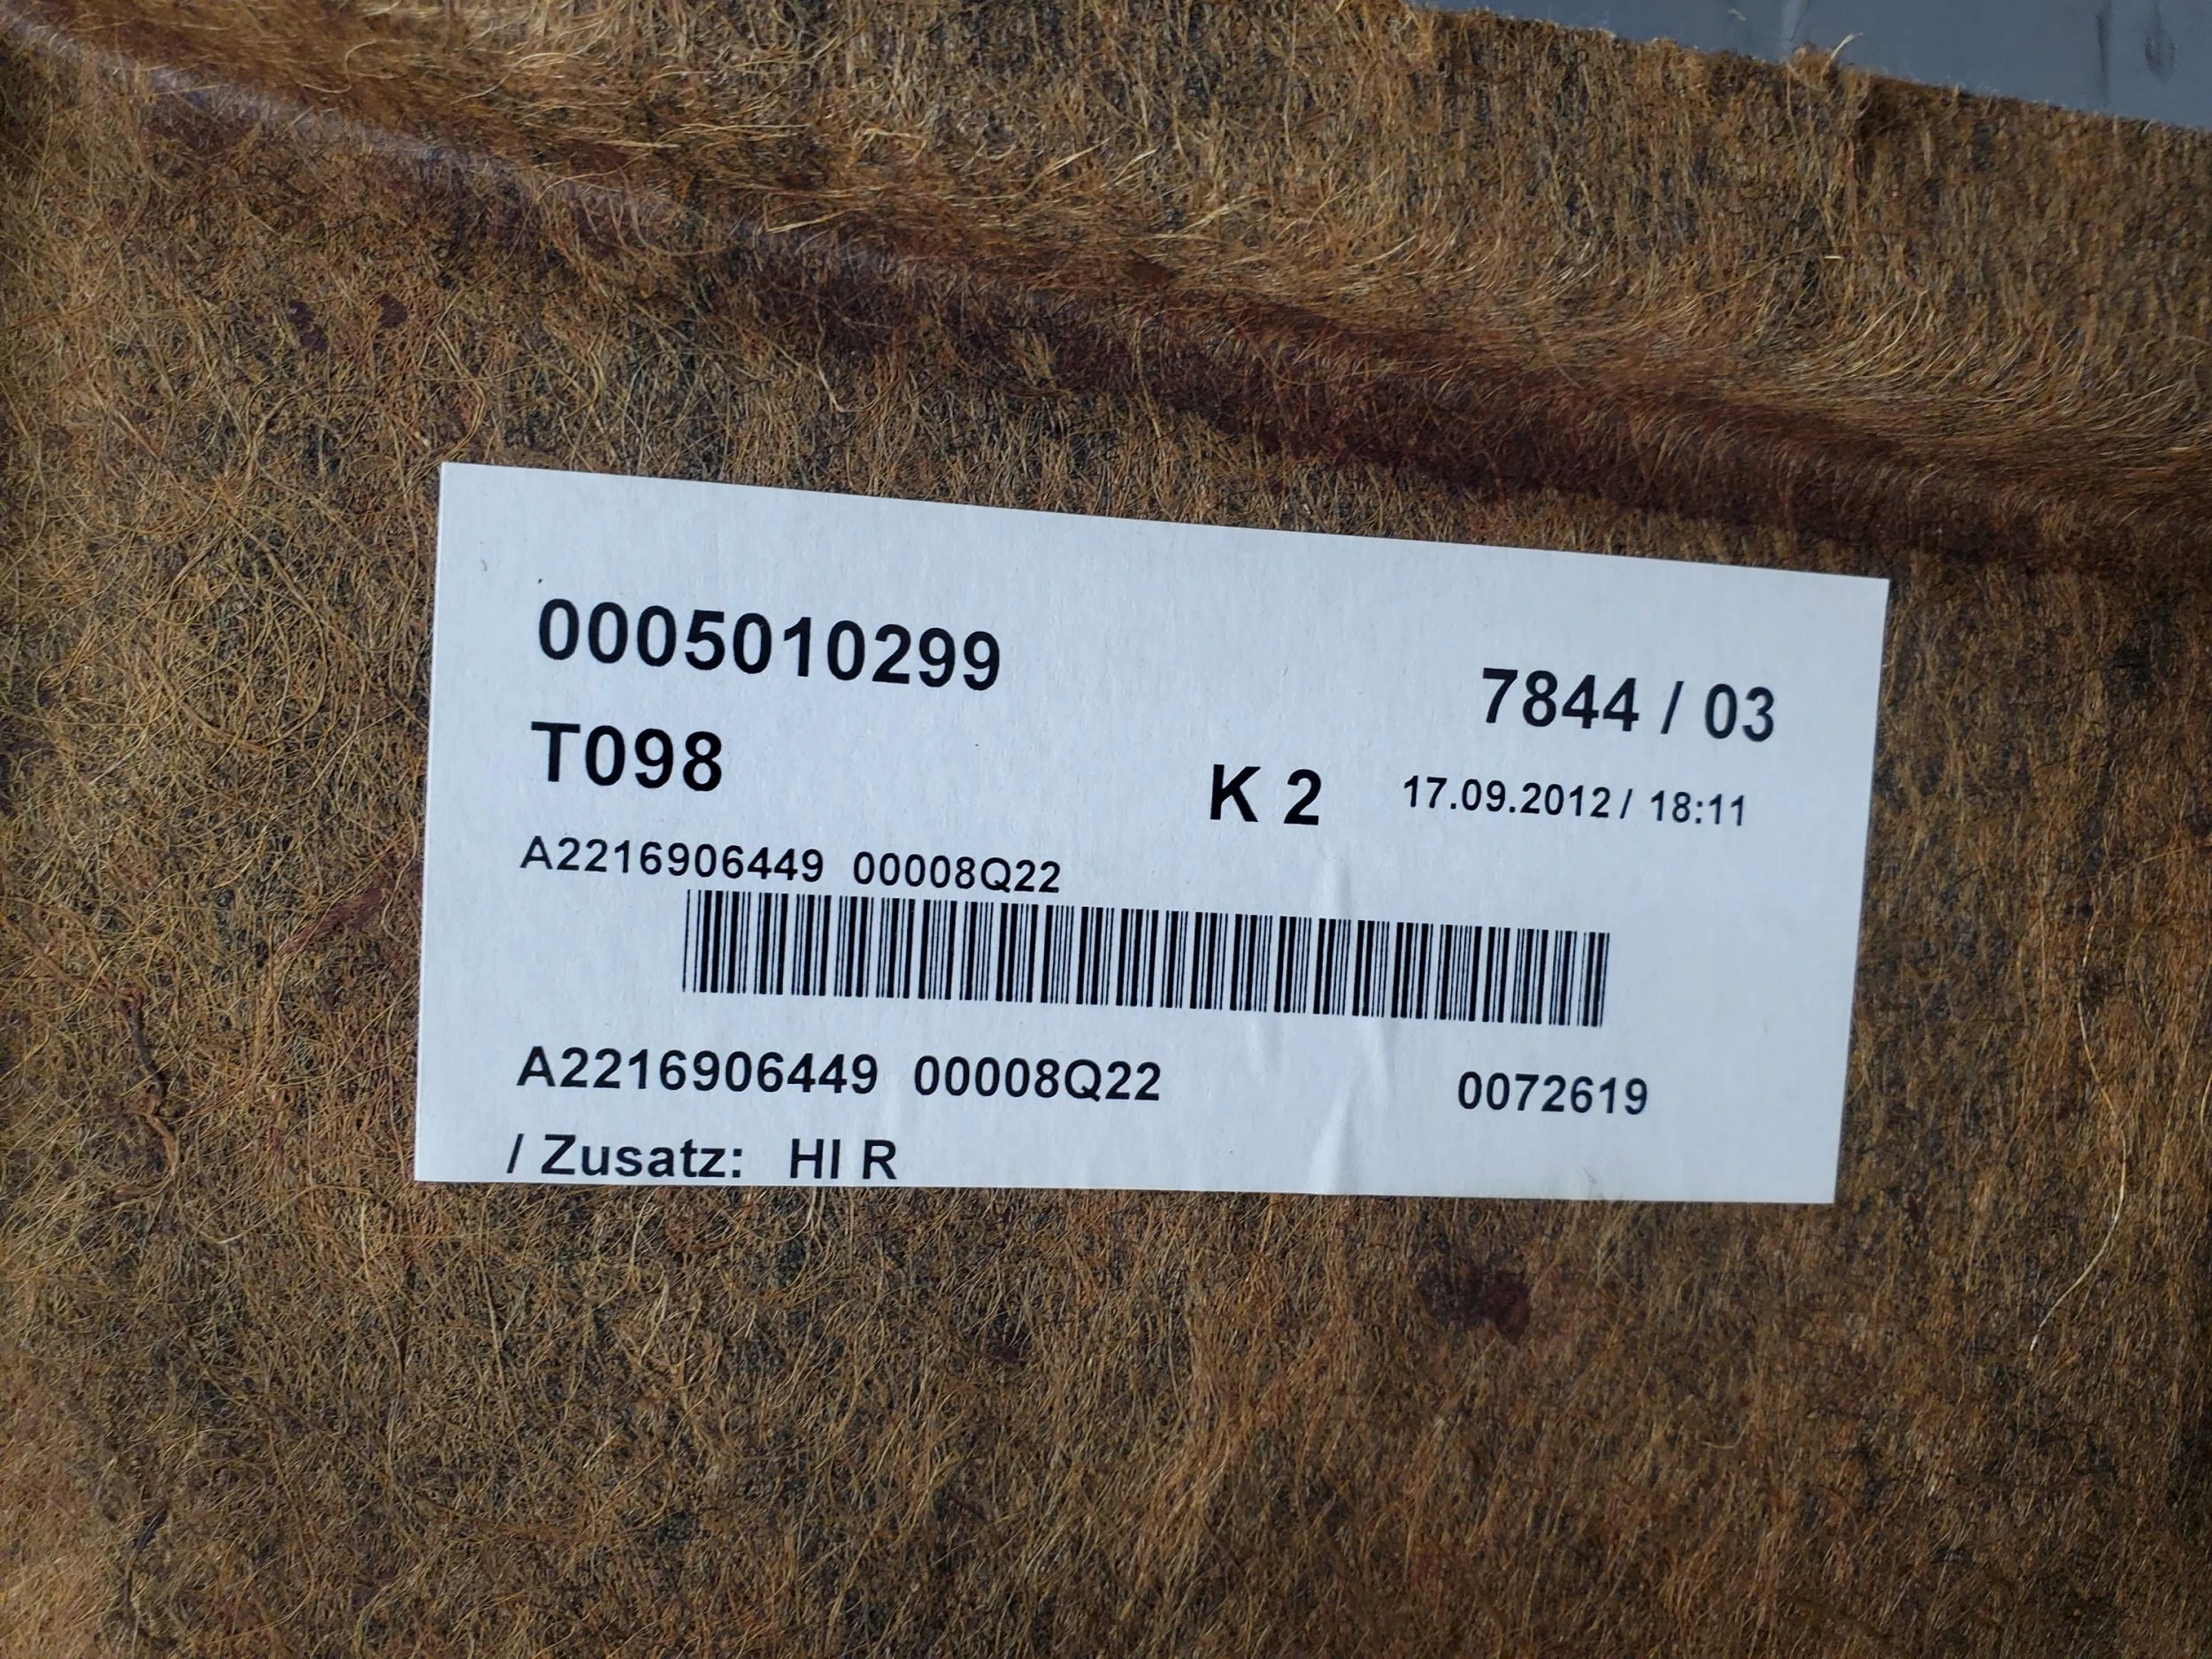 0005010299
7844 / 03
T098
K 2
17.09.2012 / 18:11
A2216906449 00008Q22
A2216906449 00008Q22
0072619
/ Zusatz: HI R